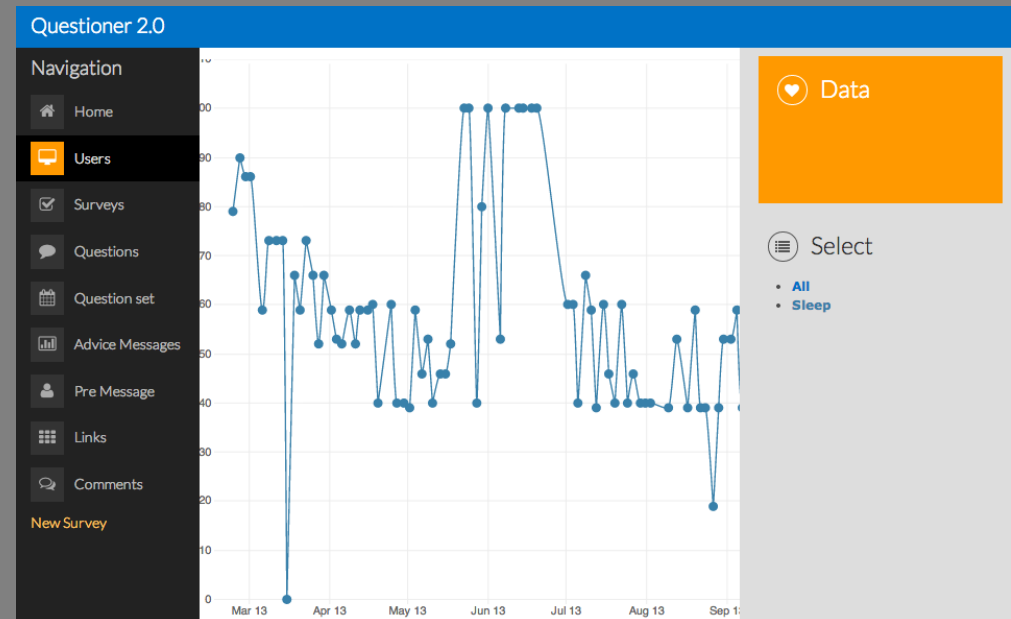 Questioner 2.0
Navigation
Home
Users
Surveys
Questions
Question set
Advice Messages
Pre Message
Links
Comments
New Survey
00
90
80
70
60
50
40
30
20
10
0
Mar 13
Apr 13
May 13
Jun 13
Jul 13
Aug 13
Sep 1
Data
Select
All
Sleep